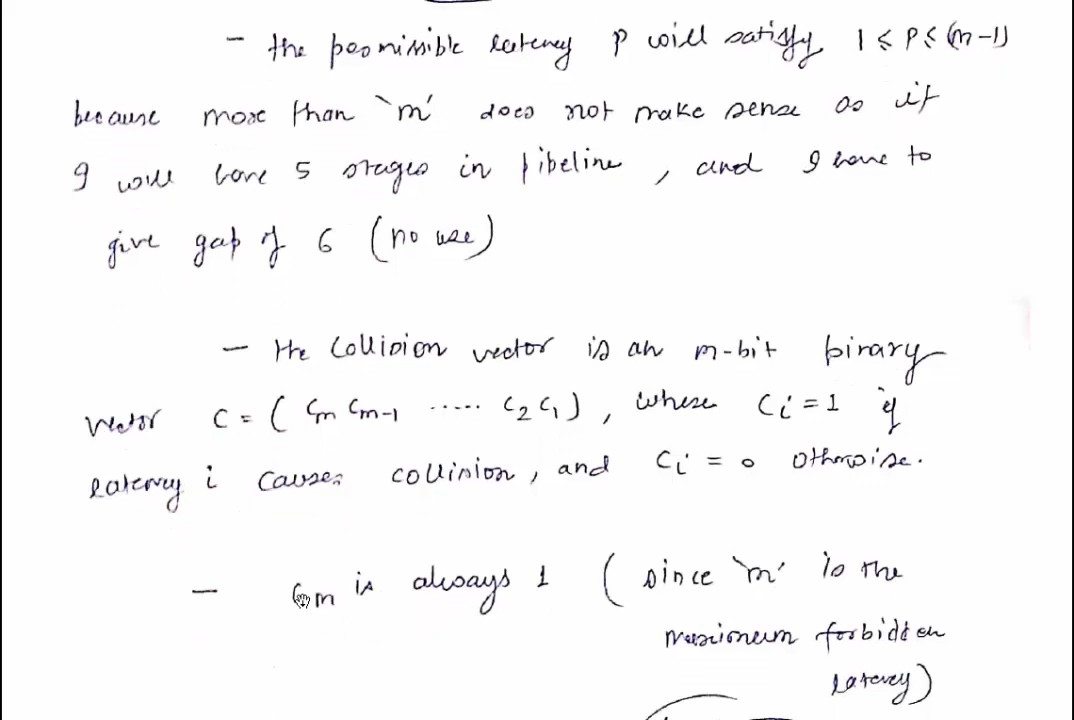 – the permissible latency P will satisfy 1 ≤ P ≤ (m-1)
because more than `m' does not make sense as if
I will have 5 stages in pipeline, and I have to
give gap of 6 (no use)
– the collision vector is an m-bit binary
vector C = (Cm Cm-1 ..... C2 C1), where Ci = 1 if
latency i causes collision, and Ci = 0 otherwise.
– Cm is always 1 (since `m' is the
maximum forbidden
latency)